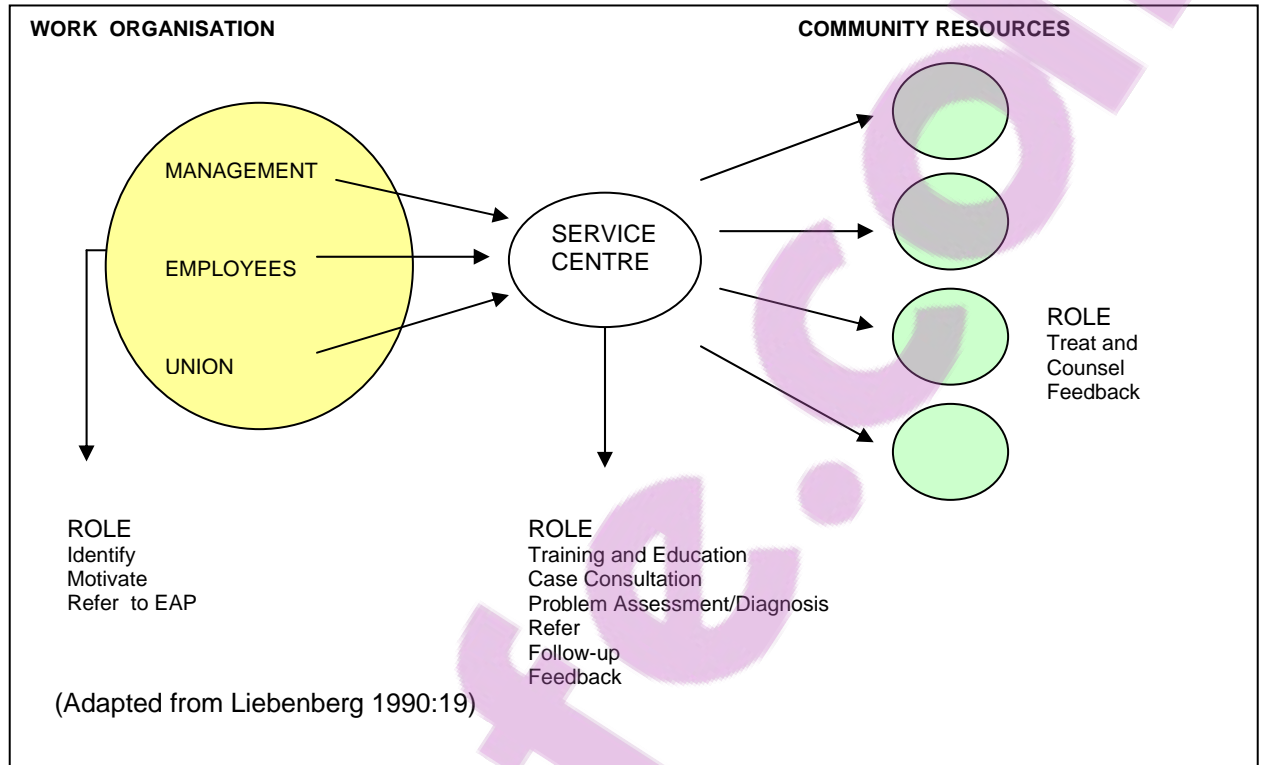 WORK ORGANISATION
COMMUNITY RESOURCES
MANAGEMENT
EMPLOYEES
UNION
SERVICE
CENTRE
ROLE
Treat and
Counsel
Feedback
ROLE
Identify
Motivate
Refer to EAP
ROLE
Training and Education
Case Consultation
Problem Assessment/Diagnosis
Refer
Follow-up
Feedback
(Adapted from Liebenberg 1990:19)